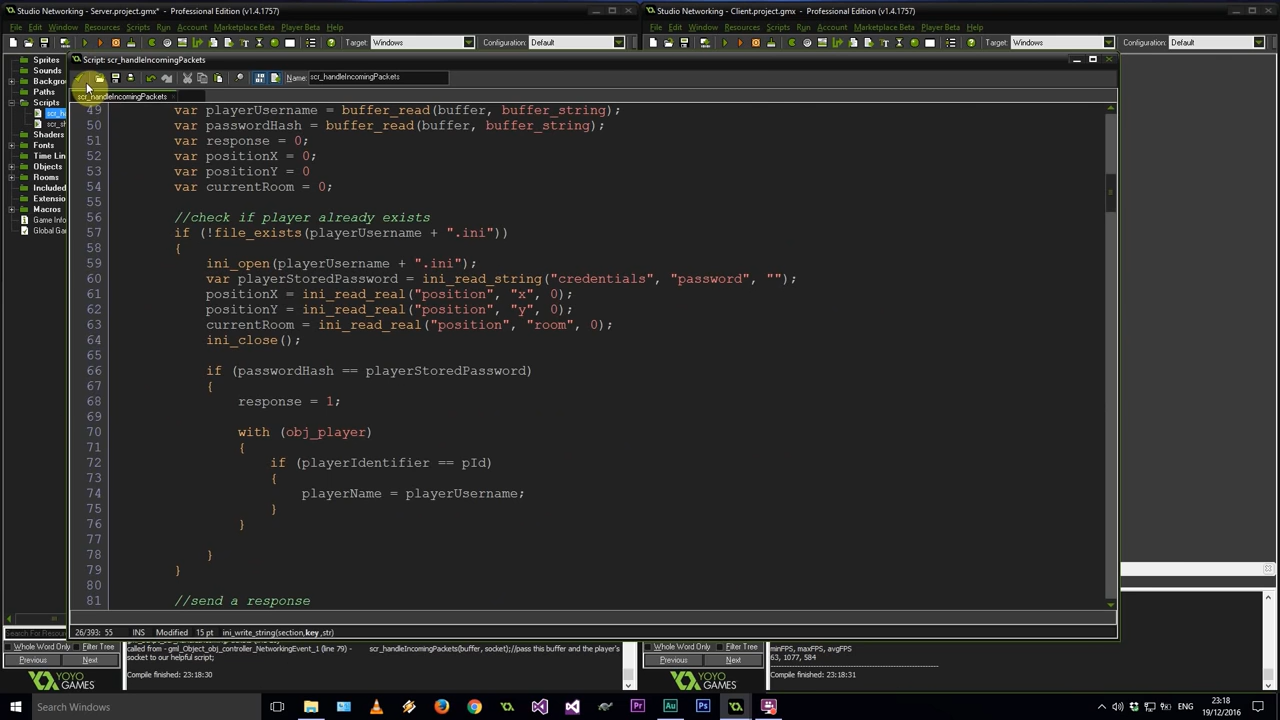 Studio Networking - Server.project.gmx* - Professional Edition (v1.4.1757)
Studio Networking - Client.project.gmx - Professional Edition (v1.4.1757)
File Edit Window Resources Scripts Run Account Marketplace Beta Player Beta Help
File Edit Window Resources Scripts Run Account Marketplace Beta Player Beta Help
Target: Windows Configuration: Default
Target: Windows Configuration: Default
Sprites
Sounds
Backgrou
Paths
Scripts
scr_ha
scr_sh
Shaders
Fonts
Time Lin
Objects
Rooms
Included
Extensio
Macros
Game Info
Global Gar
Script: scr_handleIncomingPackets
Name: scr_handleIncomingPackets
scr_handleIncomingPackets
49 var playerUsername = buffer_read(buffer, buffer_string);
50 var passwordHash = buffer_read(buffer, buffer_string);
51 var response = 0;
52 var positionX = 0;
53 var positionY = 0
54 var currentRoom = 0;
55
56 //check if player already exists
57 if (!file_exists(playerUsername + ".ini"))
58 {
59 ini_open(playerUsername + ".ini");
60 var playerStoredPassword = ini_read_string("credentials", "password", "");
61 positionX = ini_read_real("position", "x", 0);
62 positionY = ini_read_real("position", "y", 0);
63 currentRoom = ini_read_real("position", "room", 0);
64 ini_close();
65
66 if (passwordHash == playerStoredPassword)
67 {
68 response = 1;
69
70 with (obj_player)
71 {
72 if (playerIdentifier == pId)
73 {
74 playerName = playerUsername;
75 }
76 }
77
78 }
79 }
80
81 //send a response
26/393: 55 INS Modified 15 pt ini_write_string(section,key,str)
Search For Resour
Whole Word Only Filter Tree
Previous Next
called from - gml_Object_obj_controller_NetworkingEvent_1 (line 79) - scr_handleIncomingPackets(buffer, socket);//pass this buffer and the player's
socket to our helpful script;
Compile finished: 23:18:30
YOYO
GAMES
Whole Word Only Filter Tree
Previous Next
minFPS, maxFPS, avgFPS
63, 1077, 584
Compile finished: 23:18:31
YOYO
GAMES
Search Windows
Pr
Au
Ps
ENG
23:18
19/12/2016